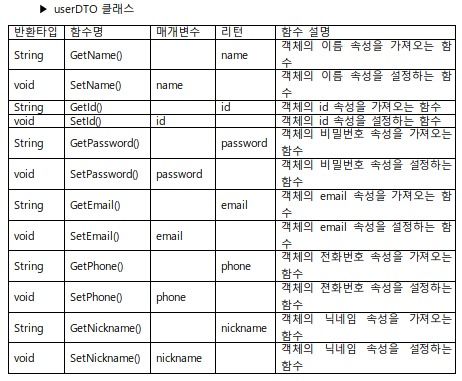 ▶ userDTO 클래스
반환타입 함수명 매개변수 리턴 함수 설명
String GetName() name 객체의 이름 속성을 가져오는 함
수
void SetName() name 객체의 이름 속성을 설정하는 함
수
String GetId() id 객체의 id 속성을 가져오는 함수
void SetId() id 객체의 id 속성을 설정하는 함수
String GetPassword() password 객체의 비밀번호 속성을 가져오는
함수
void SetPassword() password 객체의 비밀번호 속성을 설정하는
함수
String GetEmail() email 객체의 email 속성을 가져오는 함
수
void SetEmail() email 객체의 email 속성을 설정하는 함
수
String GetPhone() phone 객체의 전화번호 속성을 가져오는
함수
void SetPhone() phone 객체의 젼화번호 속성을 설정하는
함수
String GetNickname() nickname 객체의 닉네임 속성을 가져오는
함수
void SetNickname() nickname 객체의 닉네임 속성을 설정하는
함수